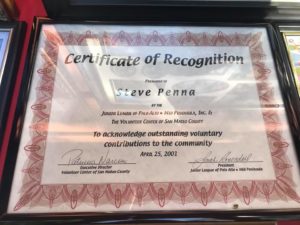 Certificate of Recognition
Presented to
Steve Penna
by the
Junior League of Palo Alto • Mid Peninsula, Inc. &
The Volunteer Center of San Mateo County
To acknowledge outstanding voluntary
contributions to the community
April 25, 2001
Executive Director
Volunteer Center of San Mateo County
President
Junior League of Palo Alto • Mid Peninsula